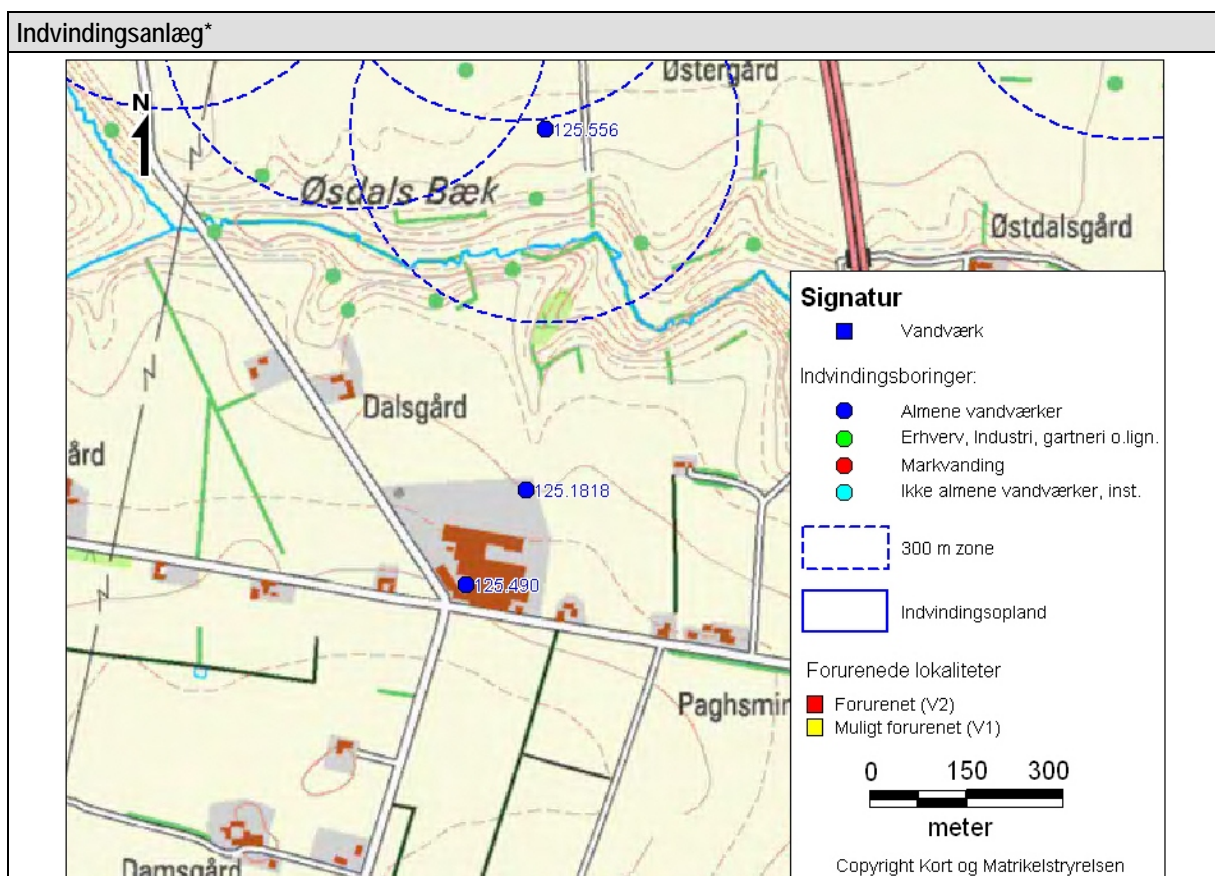 Indvindingsanlæg*
Østergård
N
125.556
Øsdals Bæk
Østdalsgård
Dalsgård
ård
125.1818
125.490
Paghsmin
Damsgård
Signatur
Vandværk
Indvindingsboringer:
Almene vandværker
Erhverv, Industri, gartneri o.lign.
Markvanding
Ikke almene vandværker, inst.
300 m zone
Indvindingsopland
Forurenede lokaliteter
Forurenet (V2)
Muligt forurenet (V1)
0 150 300
meter
Copyright Kort og Matrikelstryrelsen